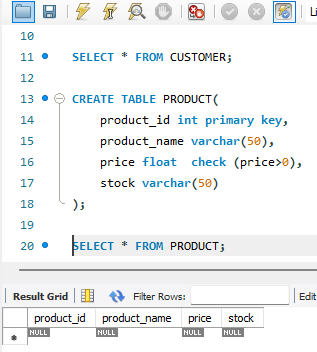 Li
10
11 SELECT * FROM CUSTOMER;
12
13 CREATE TABLE PRODUCT(
14 product_id int primary key,
15 product_name varchar(50),
16 price float  check (price>0),
17 stock varchar(50)
18 );
19
20 SELECT * FROM PRODUCT;
Result Grid Filter Rows: Edit
product_id product_name price stock
NULL NULL NULL NULL